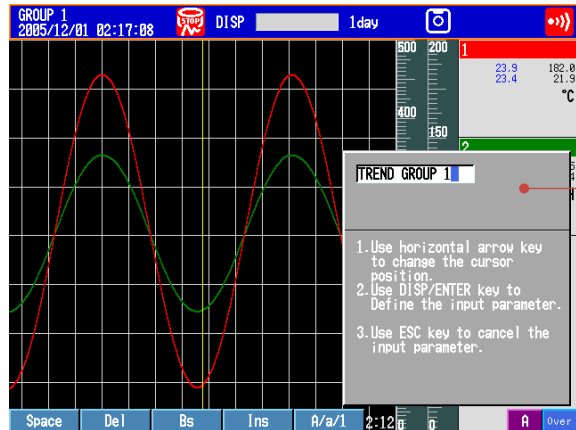 GROUP 1
2005/12/01 02:17:08
STOP
DISP
1day
500 200
1
23.9 182.0
23.4 21.9
°C
400
150
2
TREND GROUP 1
1.Use horizontal arrow key
to change the cursor
position.
2.Use DISP/ENTER key to
Define the input parameter.
3.Use ESC key to cancel the
input parameter.
Space Del Bs Ins A/a/1 2:12 0 0 A Over